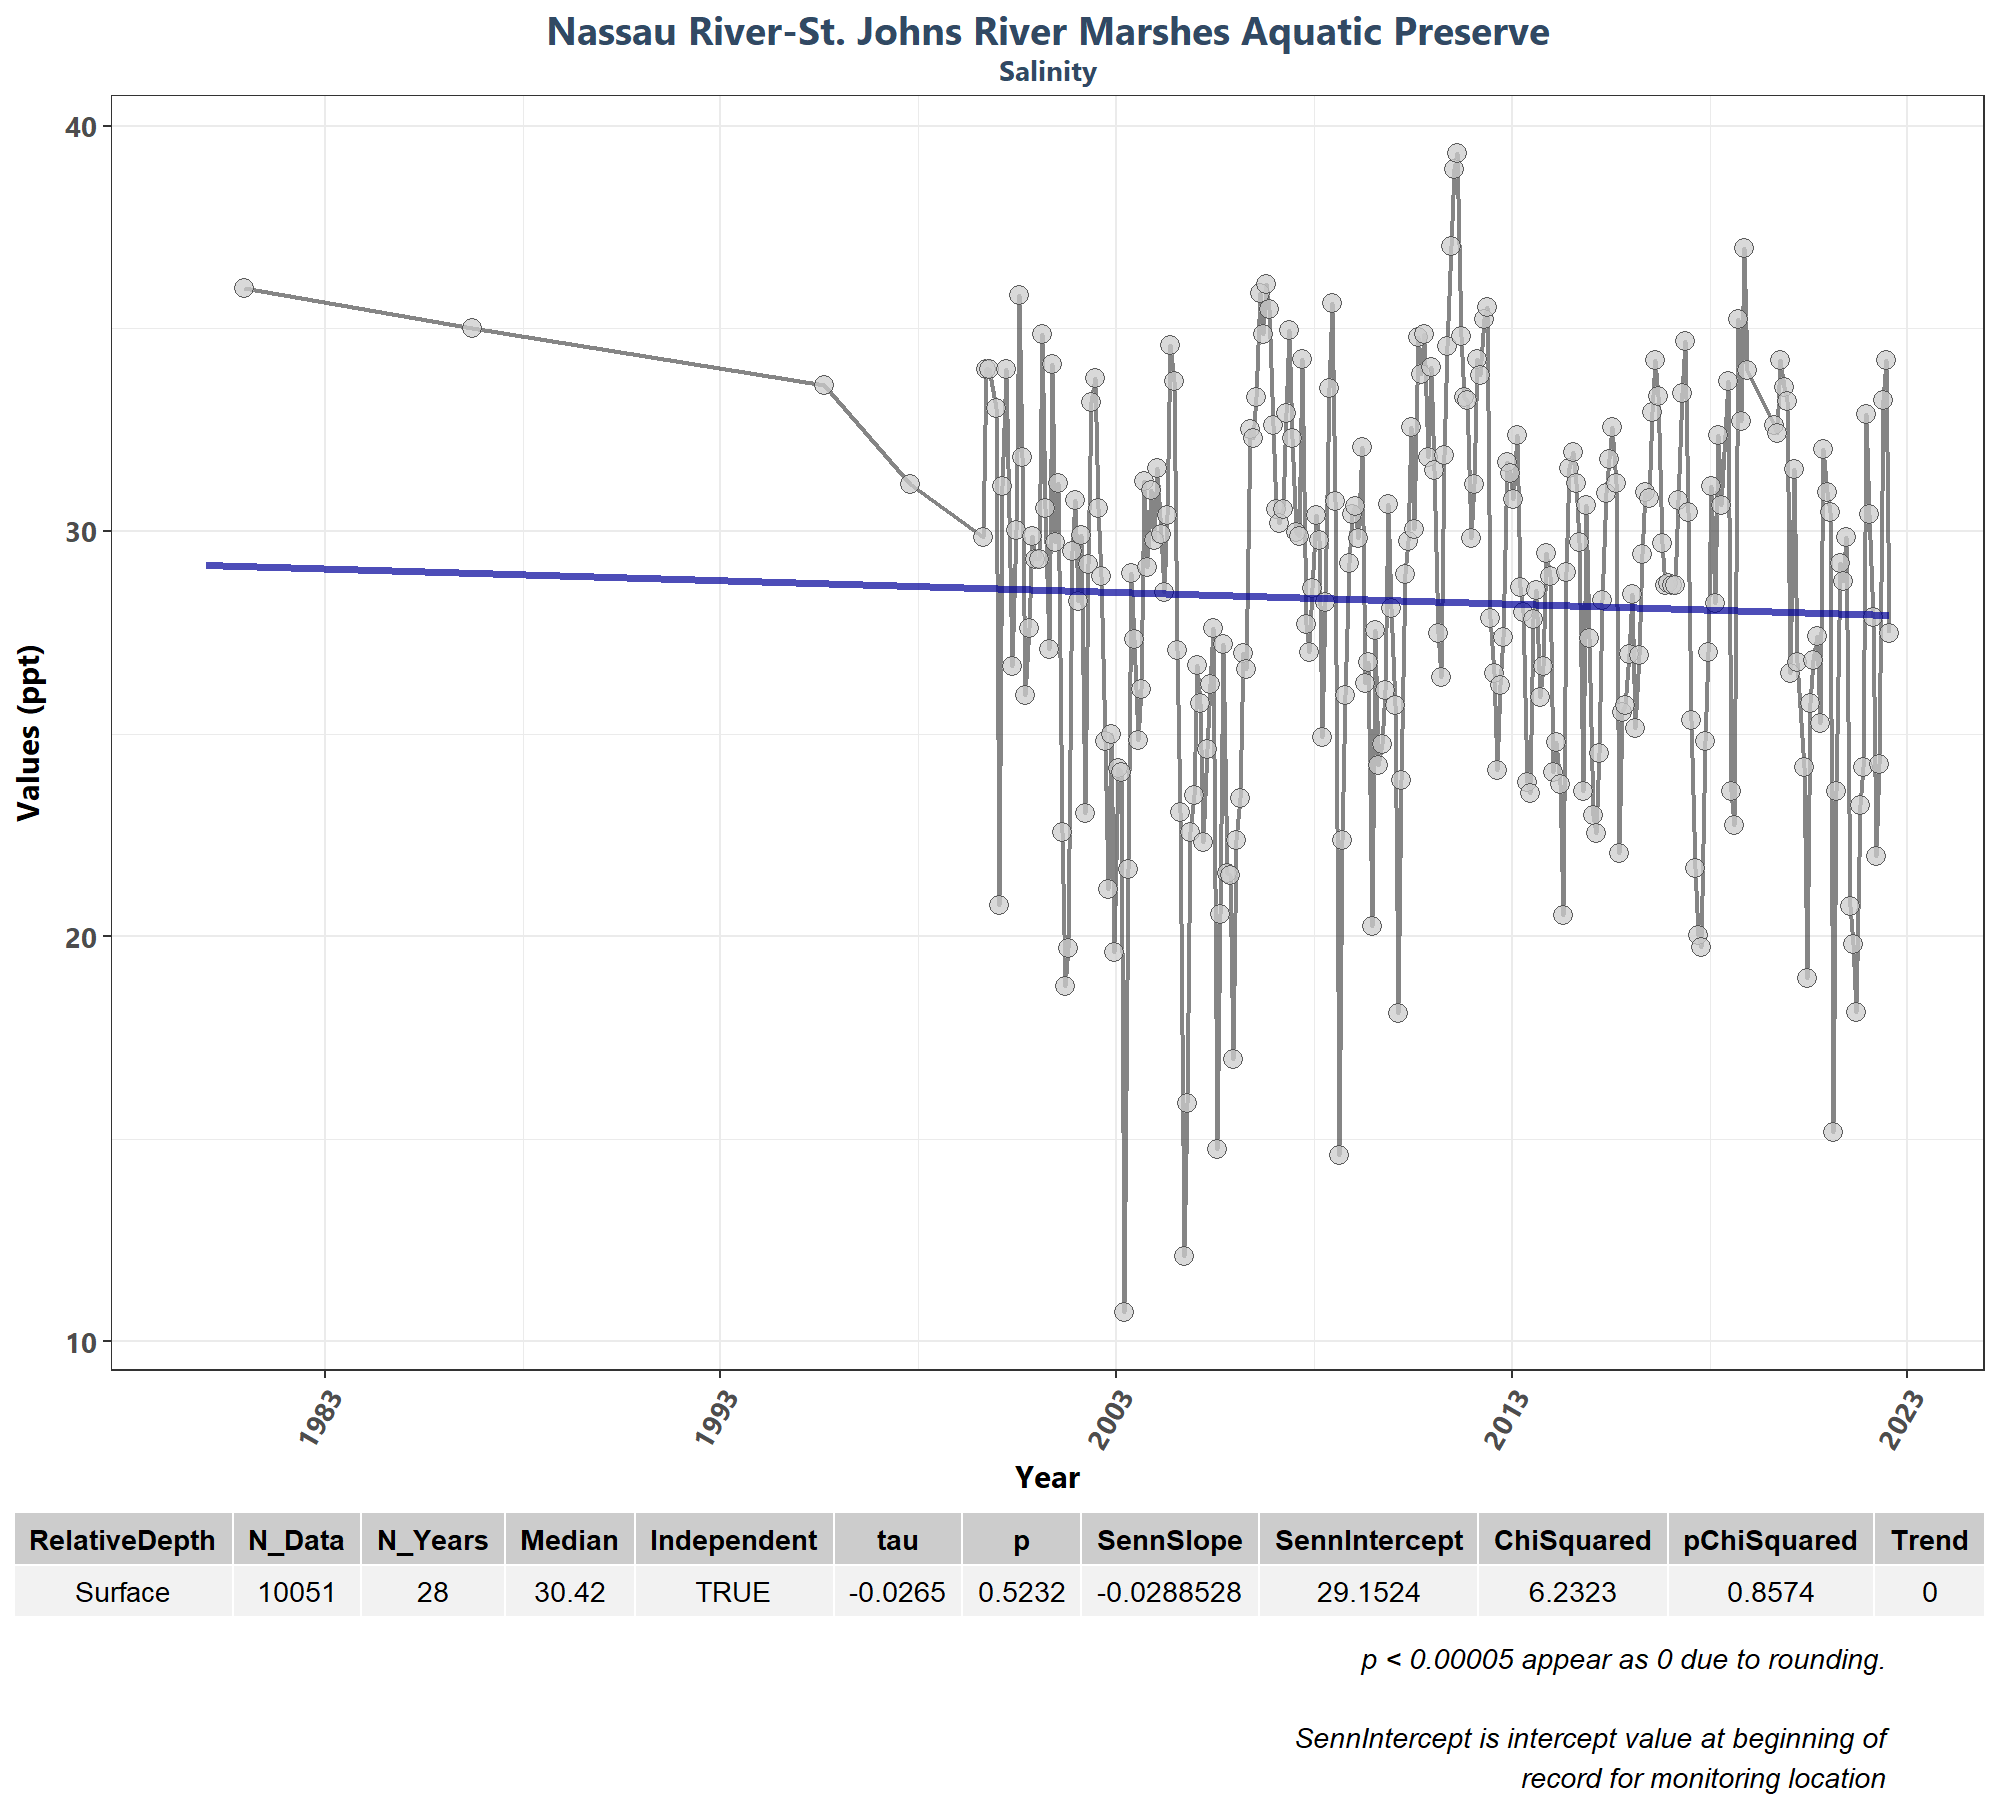 Nassau River-St. Johns River Marshes Aquatic Preserve
Salinity
40
30
20
10
Values (ppt)
1983
1993
2003
2013
2023
Year
RelativeDepth N_Data N_Years Median Independent tau p SennSlope SennIntercept ChiSquared pChiSquared Trend
Surface 10051 28 30.42 TRUE -0.0265 0.5232 -0.0288528 29.1524 6.2323 0.8574 0
p < 0.00005 appear as 0 due to rounding.
SennIntercept is intercept value at beginning of
record for monitoring location